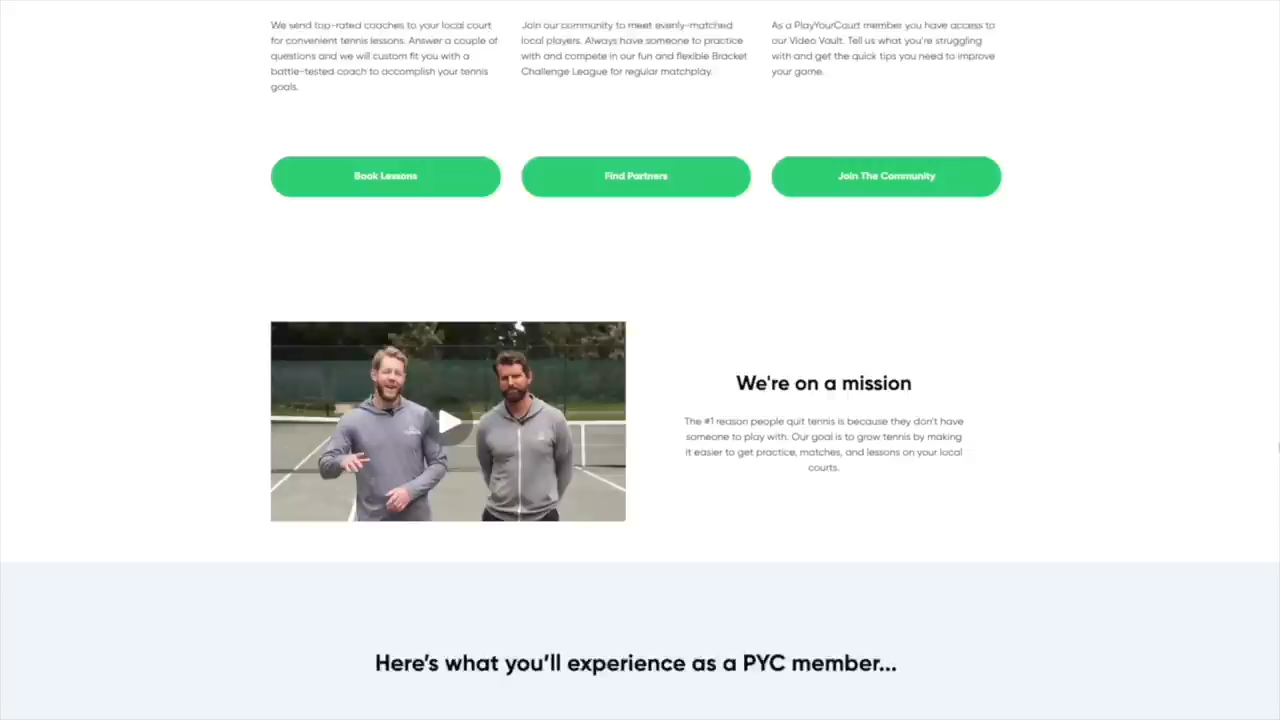 We send top-rated coaches to your local court
for convenient tennis lessons. Answer a couple of
questions and we will custom fit you with a
battle-tested coach to accomplish your tennis
goals.
Join our community to meet evenly-matched
local players. Always have someone to practice
with and compete in our fun and flexible Bracket
Challenge League for regular matchplay.
As a PlayYourCourt member you have access to
our Video Vault. Tell us what you're struggling
with and get the quick tips you need to improve
your game.
Book Lessons
Find Partners
Join The Community
We're on a mission
The #1 reason people quit tennis is because they don't have
someone to play with. Our goal is to grow tennis by making
it easier to get practice, matches, and lessons on your local
courts.
Here's what you'll experience as a PYC member...